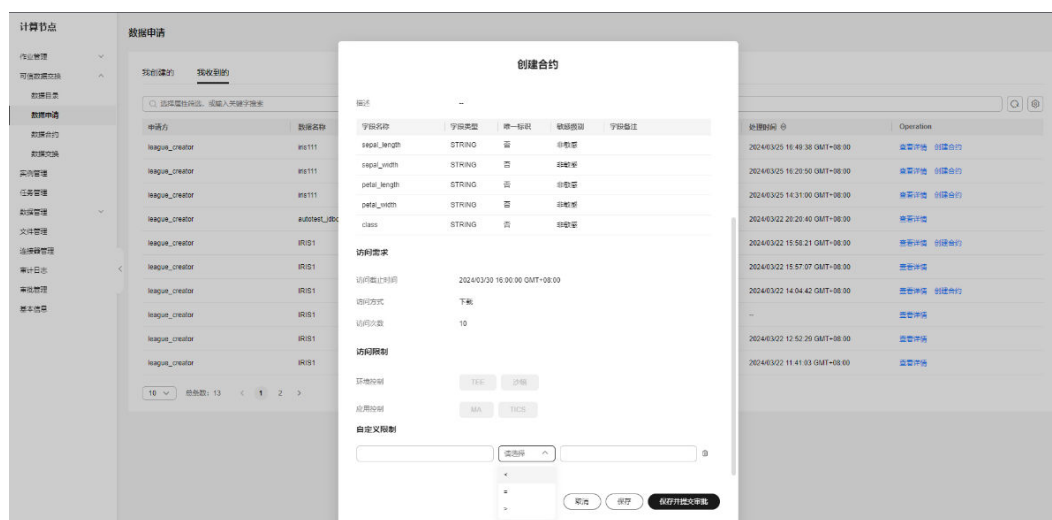 计算节点
数据申请
作业管理
可信数据交换
数据目录
数据申请
数据合约
数据交换
实例管理
任务管理
数据管理
文件管理
连接器管理
审计日志
审批管理
基本信息
我创建的 我收到的
选择属性筛选，或输入关键字搜索
申请方 数据名称 处理时间 Operation
league_creator iris111 2024/03/25 16:49:38 GMT+08:00 查看详情 创建合约
league_creator iris111 2024/03/25 16:20:50 GMT+08:00 查看详情 创建合约
league_creator iris111 2024/03/25 14:31:00 GMT+08:00 查看详情 创建合约
league_creator autotest_jdbc 2024/03/22 20:20:40 GMT+08:00 查看详情
league_creator IRIS1 2024/03/22 15:58:21 GMT+08:00 查看详情 创建合约
league_creator IRIS1 2024/03/22 15:57:07 GMT+08:00 查看详情
league_creator IRIS1 2024/03/22 14:04:42 GMT+08:00 查看详情 创建合约
league_creator IRIS1 -- 查看详情
league_creator IRIS1 2024/03/22 12:52:29 GMT+08:00 查看详情
league_creator IRIS1 2024/03/22 11:41:03 GMT+08:00 查看详情
10 总条数：13 < 1 2 >
创建合约
描述 --
字段名称 字段类型 唯一标识 敏感级别 字段备注
sepal_length STRING 否 非敏感
sepal_width STRING 否 非敏感
petal_length STRING 否 非敏感
petal_width STRING 否 非敏感
class STRING 否 非敏感
访问需求
访问截止时间 2024/03/30 16:00:00 GMT+08:00
访问方式 下载
访问次数 10
访问限制
环境控制 TEE 沙箱
应用控制 MA TICS
自定义限制
请选择
<
=
>
取消 保存 保存并提交审批